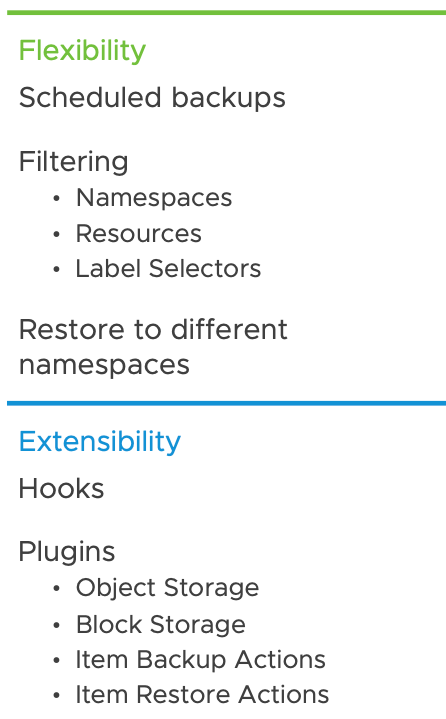 Flexibility
Scheduled backups
Filtering
• Namespaces
• Resources
• Label Selectors
Restore to different
namespaces
Extensibility
Hooks
Plugins
• Object Storage
• Block Storage
• Item Backup Actions
• Item Restore Actions